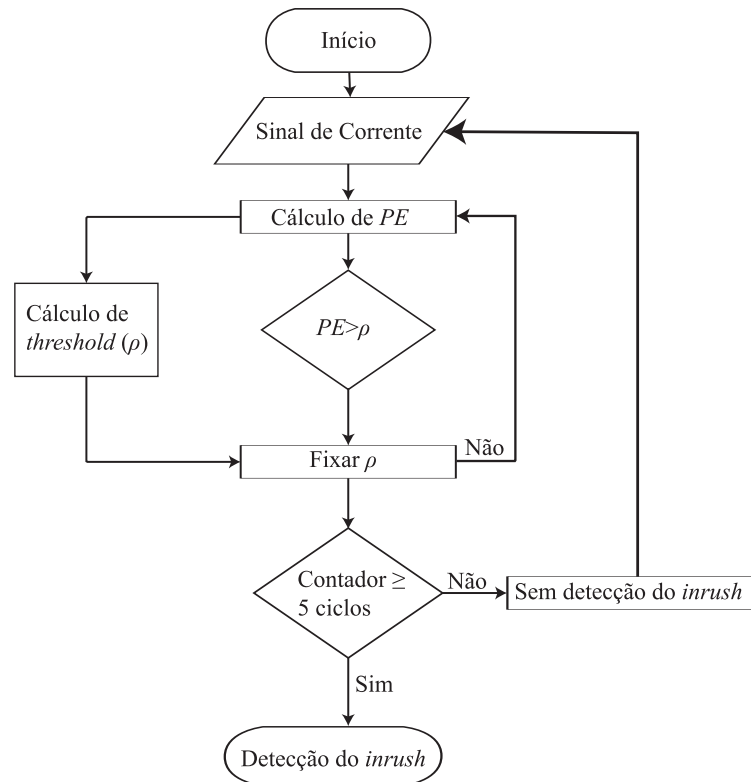 Início
Sinal de Corrente
Cálculo de PE
Cálculo de
threshold (ρ)
PE>ρ
Fixar ρ
Não
Contador ≥
5 ciclos
Não
Sem detecção do inrush
Sim
Detecção do inrush